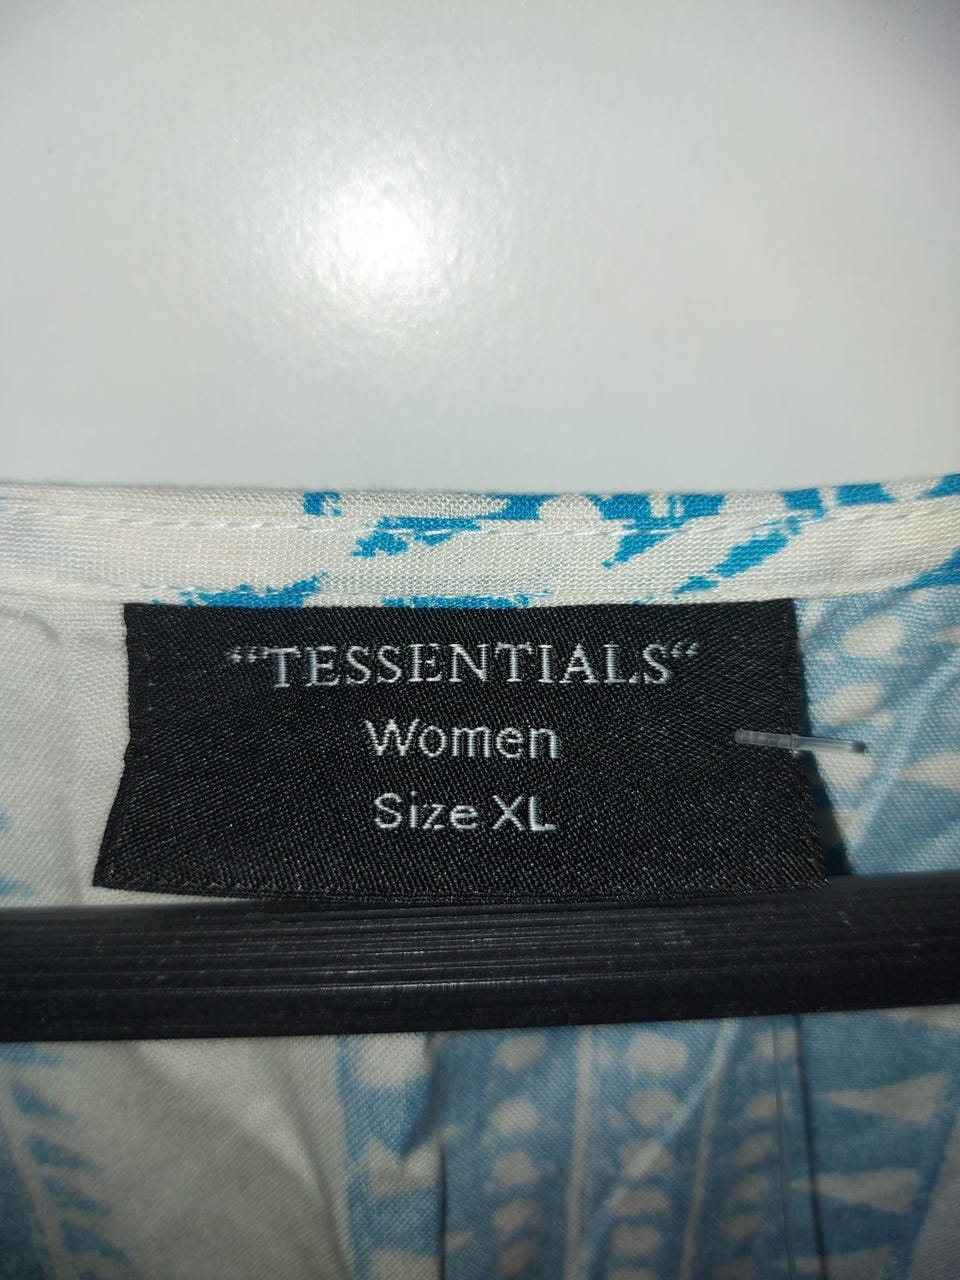 “TESSENTIALS“
Women
Size XL